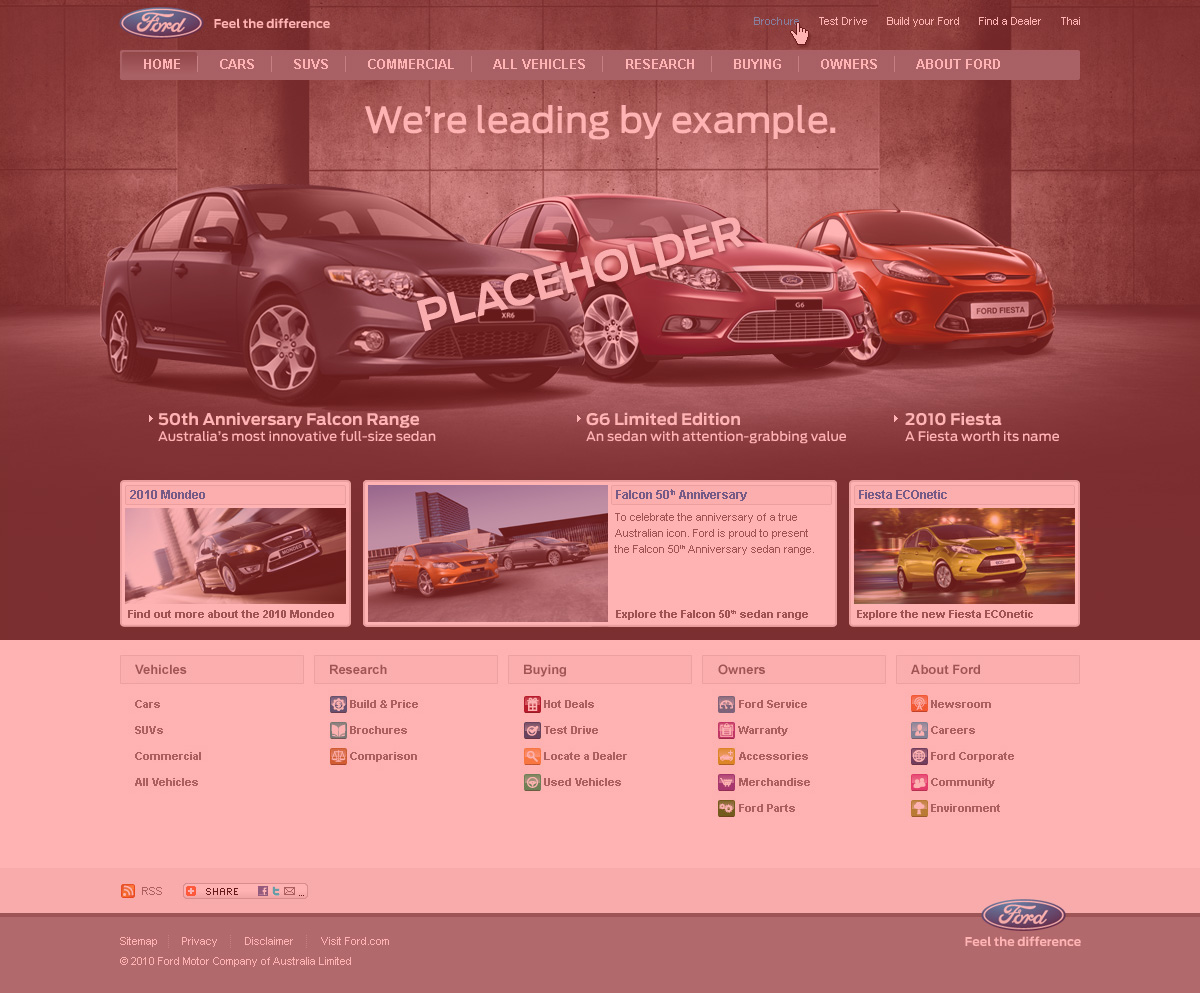 Ford Feel the difference
Brochure Test Drive Build your Ford Find a Dealer Thai
HOME CARS SUVS COMMERCIAL ALL VEHICLES RESEARCH BUYING OWNERS ABOUT FORD
We're leading by example.
PLACEHOLDER
XR6
Ford
G6
Ford
FORD FIESTA
50th Anniversary Falcon Range
Australia's most innovative full-size sedan
G6 Limited Edition
An sedan with attention-grabbing value
2010 Fiesta
A Fiesta worth its name
2010 Mondeo
MONDEO
Find out more about the 2010 Mondeo
Falcon 50th Anniversary
To celebrate the anniversary of a true
Australian icon. Ford is proud to present
the Falcon 50th Anniversary sedan range.
Explore the Falcon 50th sedan range
Fiesta ECOnetic
Explore the new Fiesta ECOnetic
Vehicles
Cars
SUVs
Commercial
All Vehicles
Research
Build & Price
Brochures
Comparison
Buying
Hot Deals
Test Drive
Locate a Dealer
Used Vehicles
Owners
Ford Service
Warranty
Accessories
Merchandise
Ford Parts
About Ford
Newsroom
Careers
Ford Corporate
Community
Environment
RSS SHARE ...
Ford
Feel the difference
Sitemap Privacy Disclaimer Visit Ford.com
© 2010 Ford Motor Company of Australia Limited